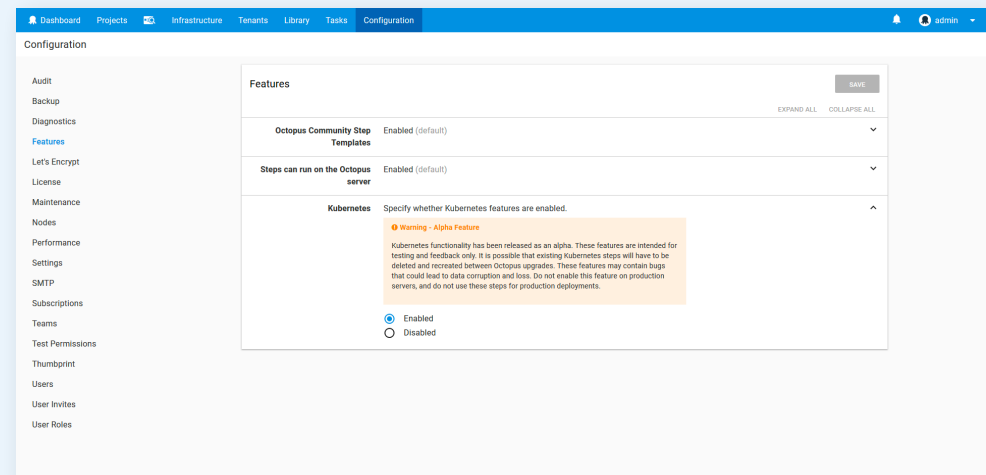 Dashboard Projects Infrastructure Tenants Library Tasks Configuration admin
Configuration
Audit
Backup
Diagnostics
Features
Let's Encrypt
License
Maintenance
Nodes
Performance
Settings
SMTP
Subscriptions
Teams
Test Permissions
Thumbprint
Users
User Invites
User Roles
Features
SAVE
EXPAND ALL COLLAPSE ALL
Octopus Community Step Enabled (default)
Templates
Steps can run on the Octopus Enabled (default)
server
Kubernetes Specify whether Kubernetes features are enabled.
Warning - Alpha Feature
Kubernetes functionality has been released as an alpha. These features are intended for
testing and feedback only. It is possible that existing Kubernetes steps will have to be
deleted and recreated between Octopus upgrades. These features may contain bugs
that could lead to data corruption and loss. Do not enable this feature on production
servers, and do not use these steps for production deployments.
Enabled
Disabled